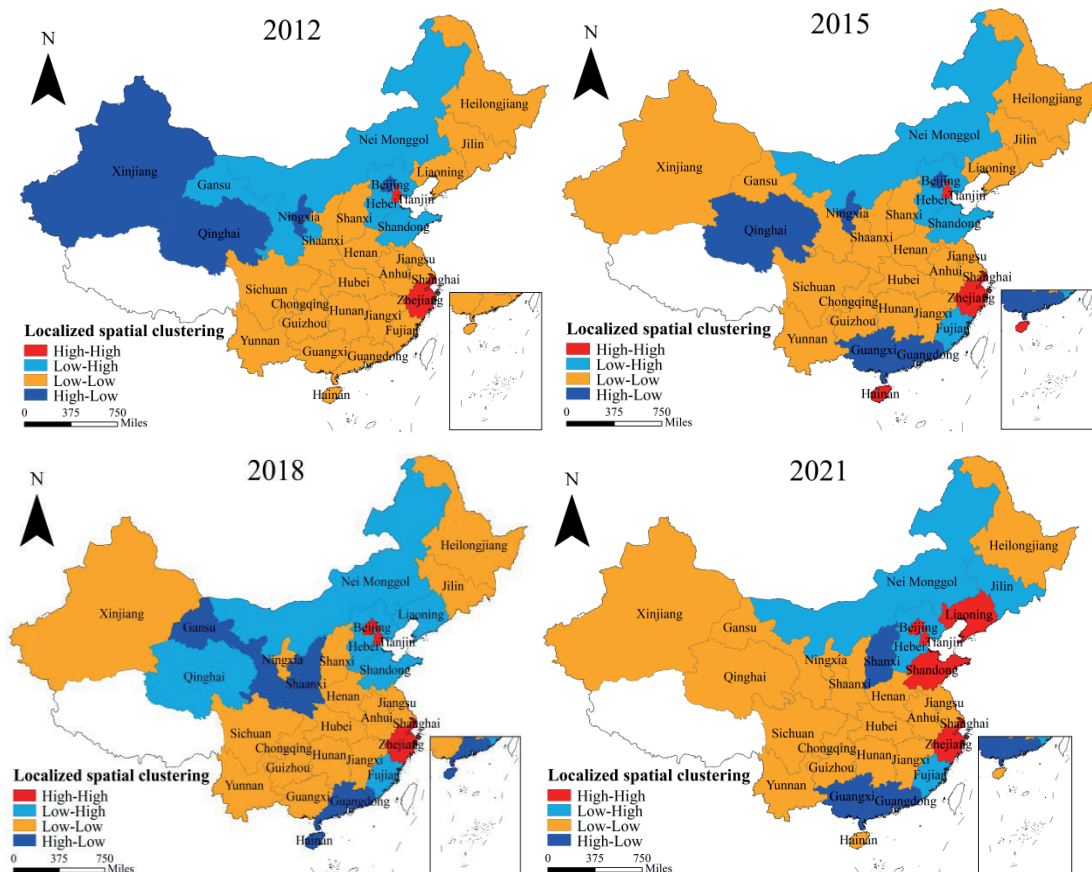 2012
N
Heilongjiang
Nei Monggol
Jilin
Xinjiang
Liaoning
Gansu
Beijing
Tianjin
Hebei
Ningxia
Shanxi
Shandong
Qinghai
Shaanxi
Henan
Jiangsu
Anhui
Shanghai
Hubei
Sichuan
Zhejiang
Chongqing
Hunan
Jiangxi
Guizhou
Fujian
Yunnan
Guangxi
Guangdong
Hainan
Localized spatial clustering
High-High
Low-High
Low-Low
High-Low
0 375 750
Miles
2015
N
Heilongjiang
Nei Monggol
Jilin
Xinjiang
Liaoning
Gansu
Beijing
Tianjin
Hebei
Ningxia
Shanxi
Shandong
Qinghai
Shaanxi
Henan
Jiangsu
Anhui
Shanghai
Hubei
Sichuan
Zhejiang
Chongqing
Hunan
Jiangxi
Guizhou
Fujian
Yunnan
Guangxi
Guangdong
Hainan
Localized spatial clustering
High-High
Low-High
Low-Low
High-Low
0 375 750
Miles
2018
N
Heilongjiang
Nei Monggol
Jilin
Xinjiang
Liaoning
Gansu
Beijing
Tianjin
Hebei
Ningxia
Shanxi
Shandong
Qinghai
Shaanxi
Henan
Jiangsu
Anhui
Shanghai
Hubei
Sichuan
Zhejiang
Chongqing
Hunan
Jiangxi
Guizhou
Fujian
Yunnan
Guangxi
Guangdong
Hainan
Localized spatial clustering
High-High
Low-High
Low-Low
High-Low
0 375 750
Miles
2021
N
Heilongjiang
Nei Monggol
Jilin
Xinjiang
Liaoning
Gansu
Beijing
Tianjin
Hebei
Ningxia
Shanxi
Shandong
Qinghai
Shaanxi
Henan
Jiangsu
Anhui
Shanghai
Hubei
Sichuan
Zhejiang
Chongqing
Hunan
Jiangxi
Guizhou
Fujian
Yunnan
Guangxi
Guangdong
Hainan
Localized spatial clustering
High-High
Low-High
Low-Low
High-Low
0 375 750
Miles